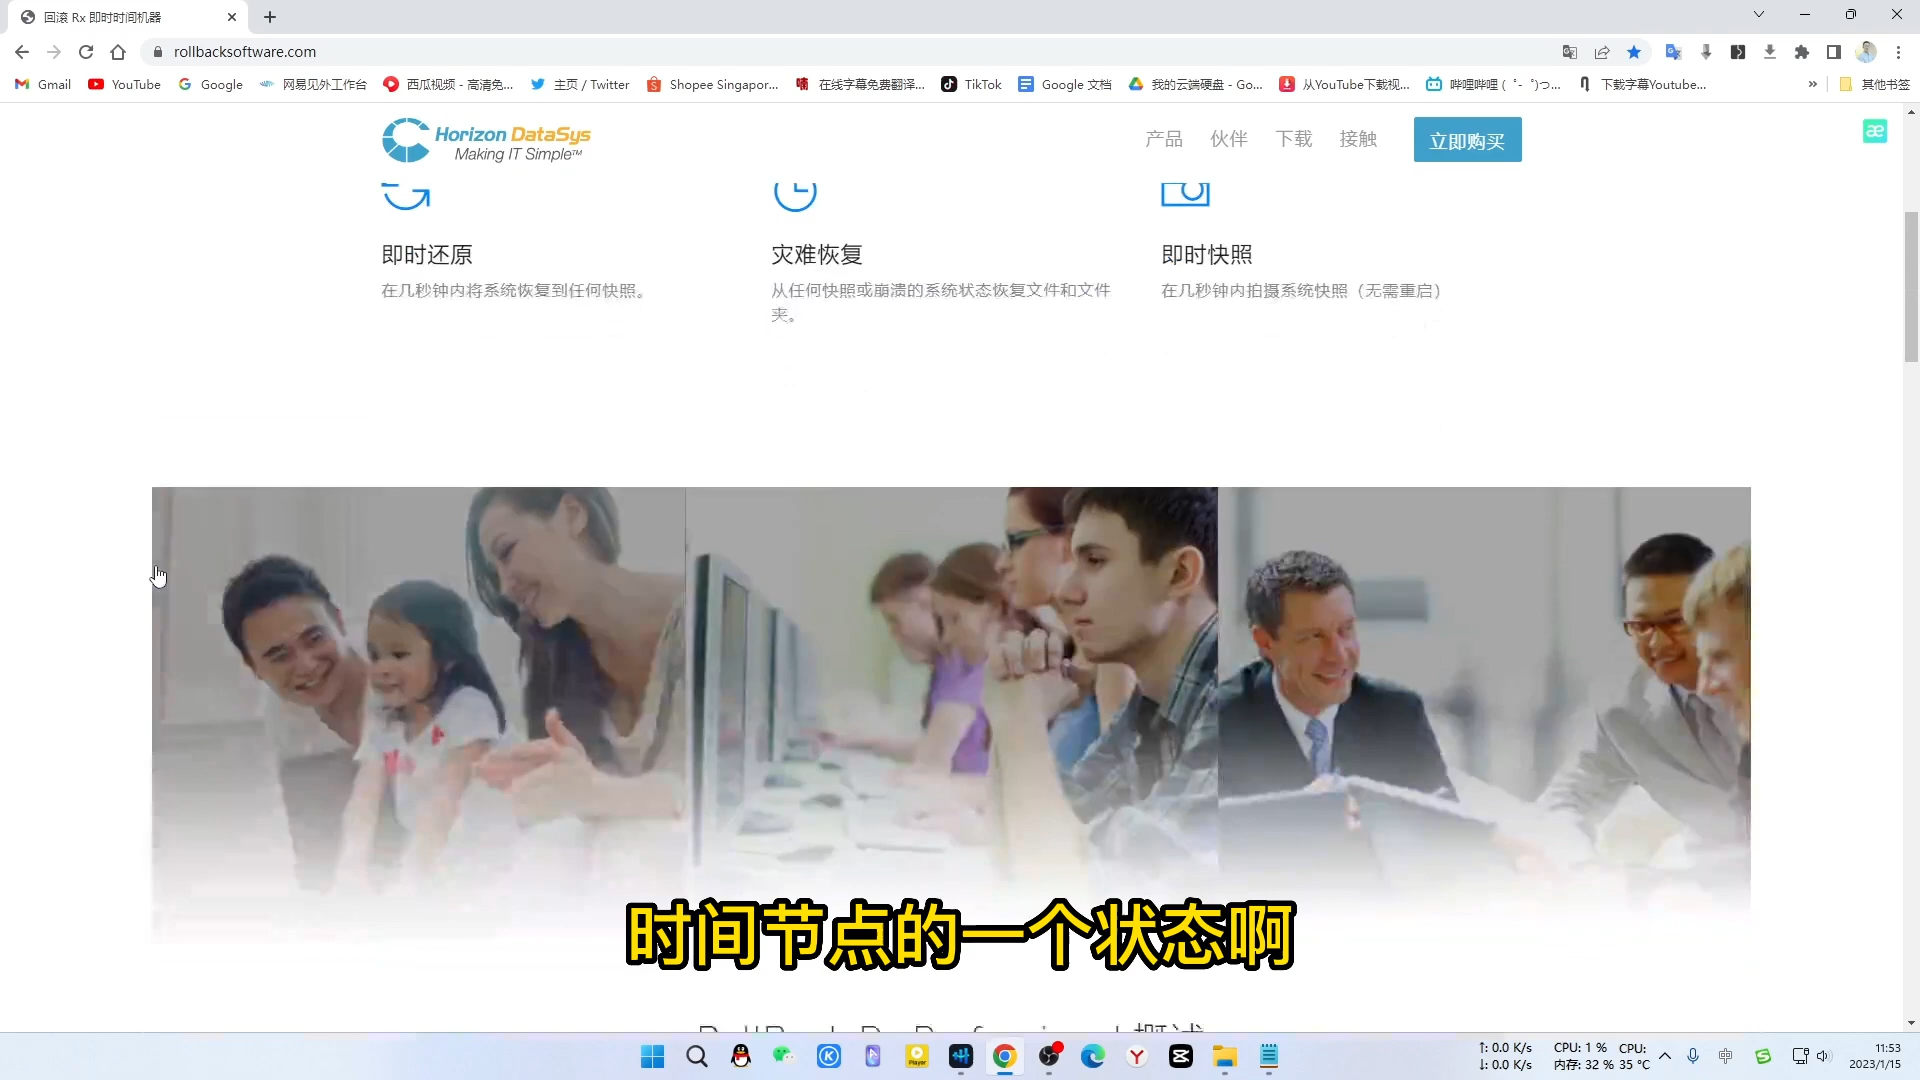 回滚 Rx 即时时间机器
rollbacksoftware.com
Gmail
YouTube
Google
网易见外工作台
西瓜视频 - 高清免...
主页 / Twitter
Shopee Singapor...
在线字幕免费翻译...
TikTok
Google 文档
我的云端硬盘 - Go...
从YouTube下载视...
哔哩哔哩 (゜-゜)つ...
下载字幕Youtube...
»
其他书签
Horizon DataSys
Making IT Simple™
产品
伙伴
下载
接触
立即购买
æ
即时还原
灾难恢复
即时快照
在几秒钟内将系统恢复到任何快照。
从任何快照或崩溃的系统状态恢复文件和文件
夹。
在几秒钟内拍摄系统快照（无需重启）
时间节点的一个状态啊
↑: 0.0 K/s
CPU: 1 %
CPU:
↓: 0.0 K/s
内存: 32 %
35 °C
中
11:53
2023/1/15